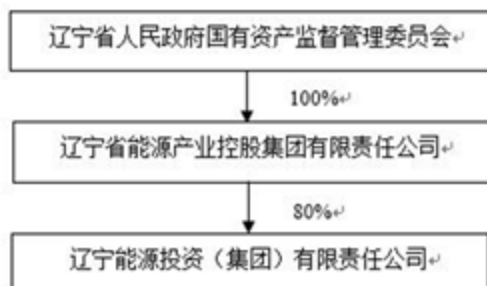 辽宁省人民政府国有资产监督管理委员会
100%
辽宁省能源产业控股集团有限责任公司
80%
辽宁能源投资（集团）有限责任公司